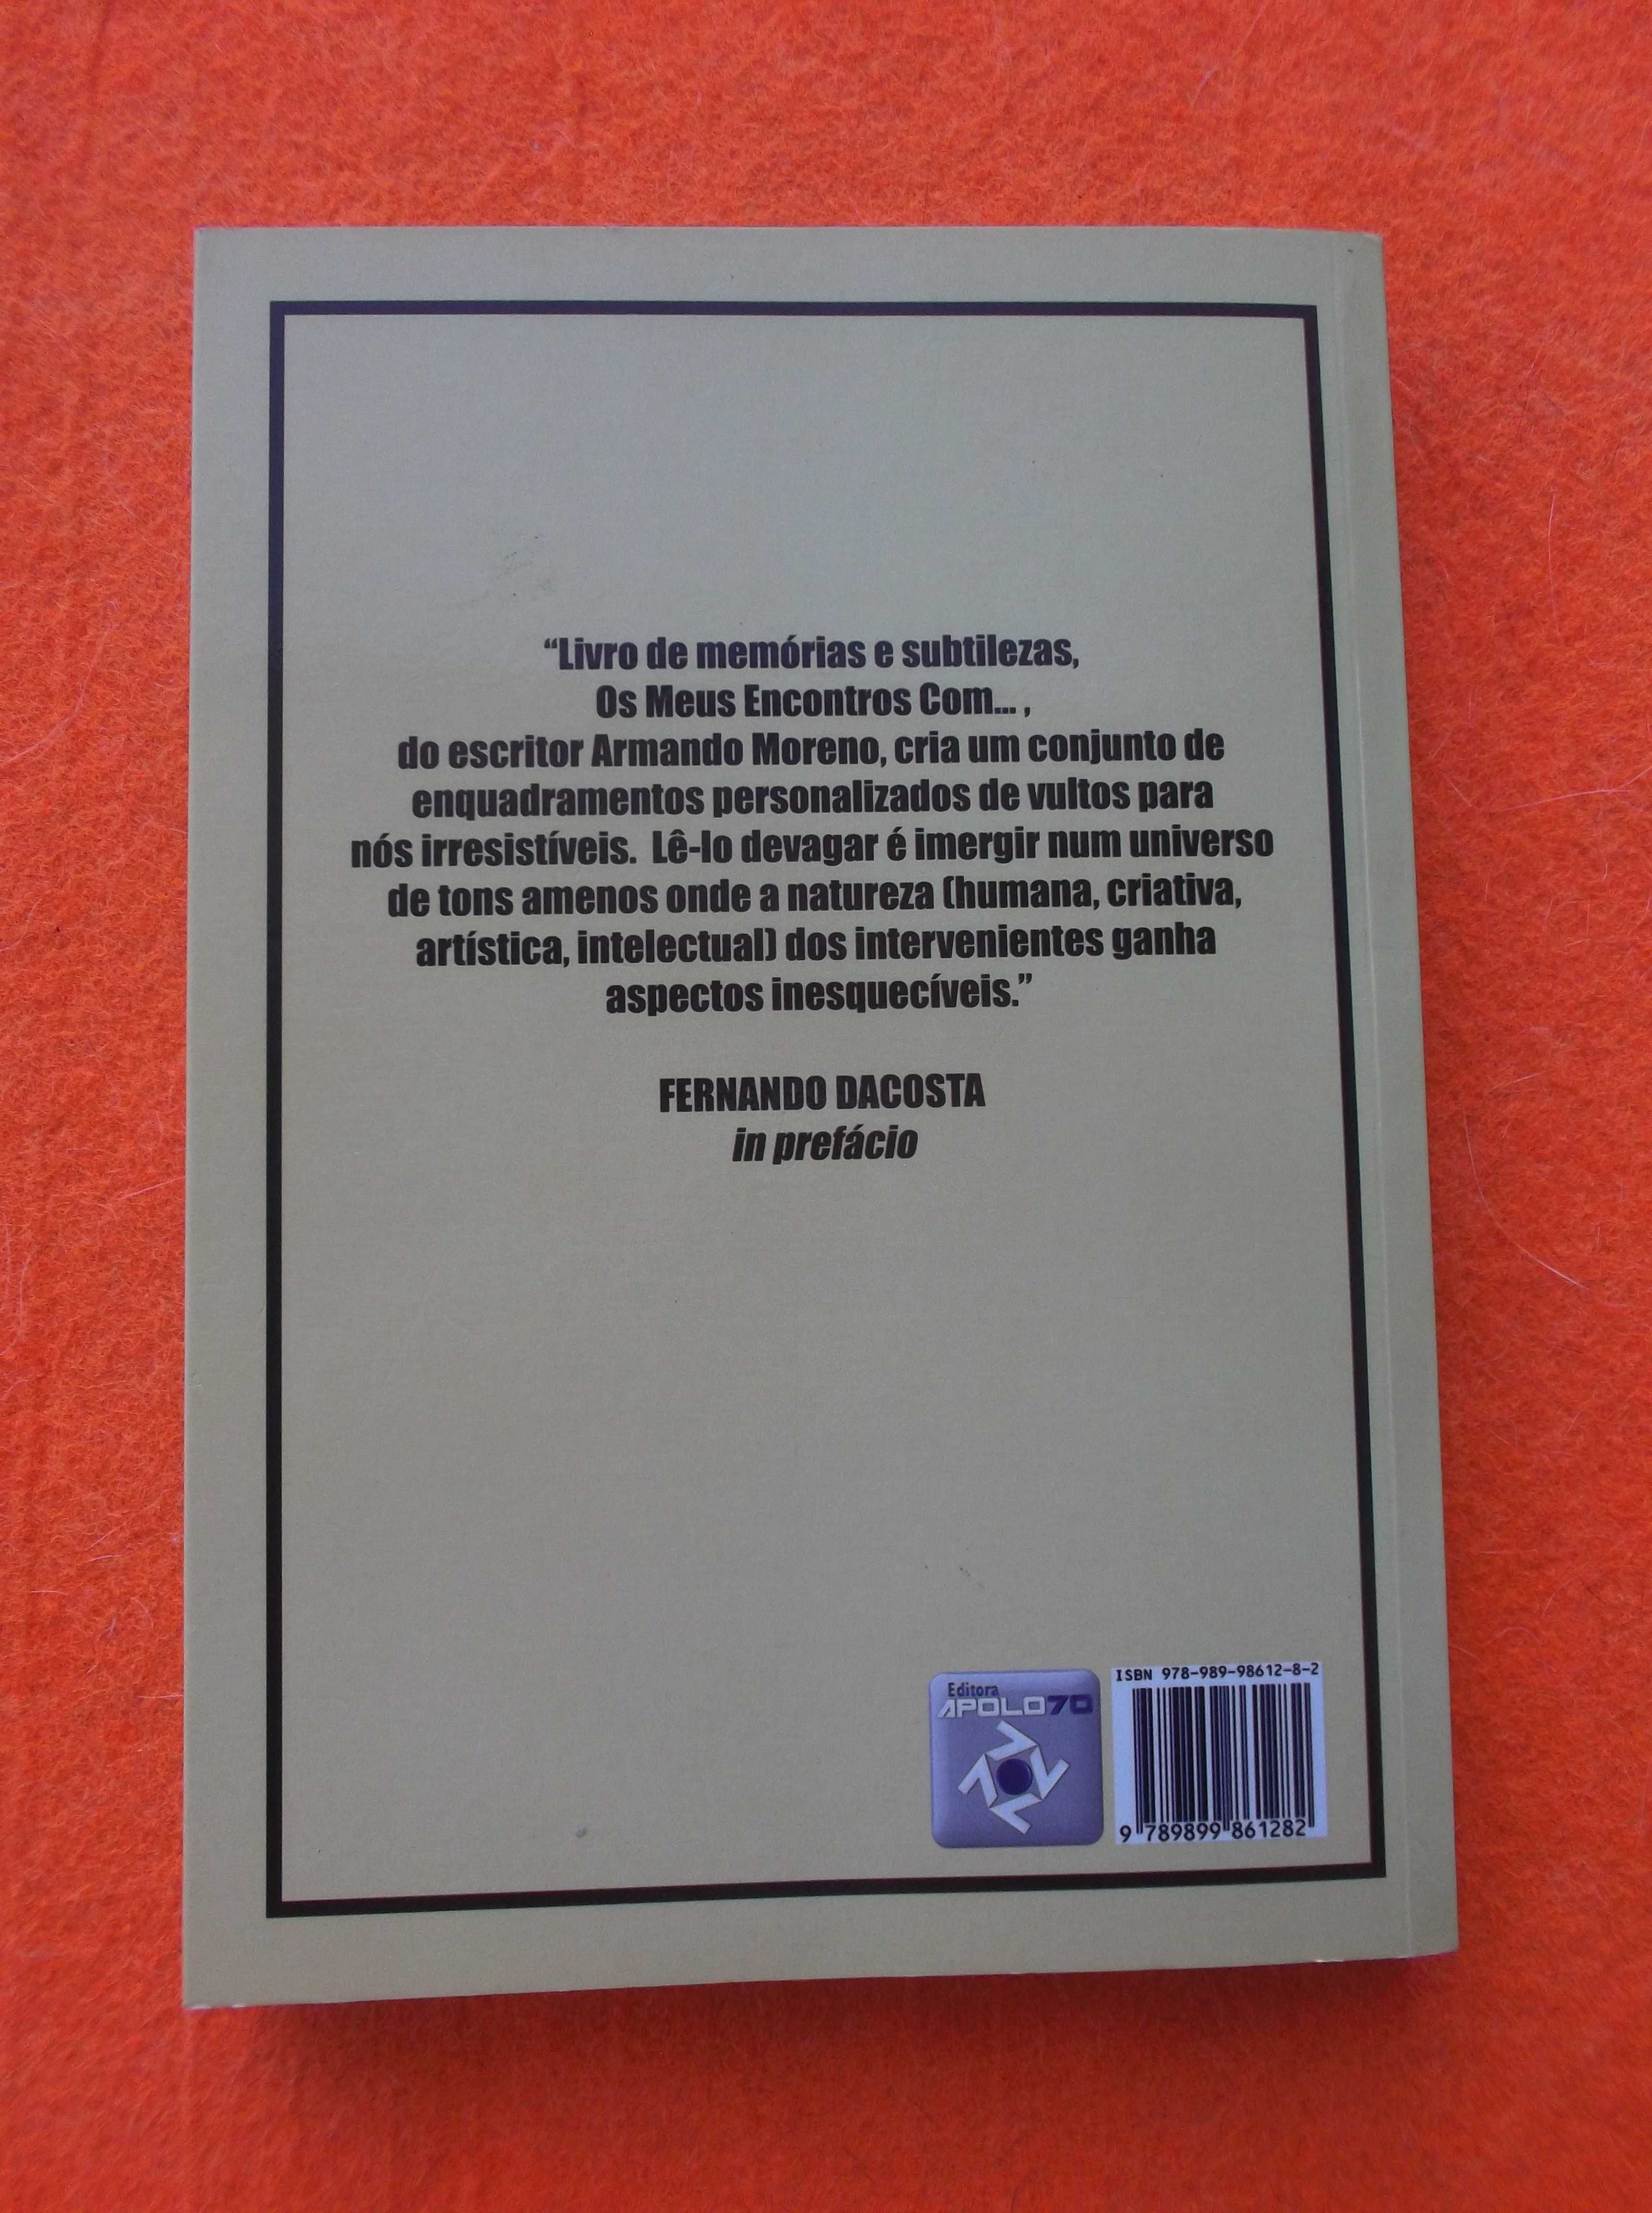 “Livro de memórias e subtilezas,
Os Meus Encontros Com... ,
do escritor Armando Moreno, cria um conjunto de
enquadramentos personalizados de vultos para
nós irresistíveis. Lê-lo devagar é imergir num universo
de tons amenos onde a natureza (humana, criativa,
artística, intelectual) dos intervenientes ganha
aspectos inesquecíveis.”
FERNANDO DACOSTA
in prefácio
Editora
APOLO70
ISBN 978-989-98612-8-2
9 789899 861282